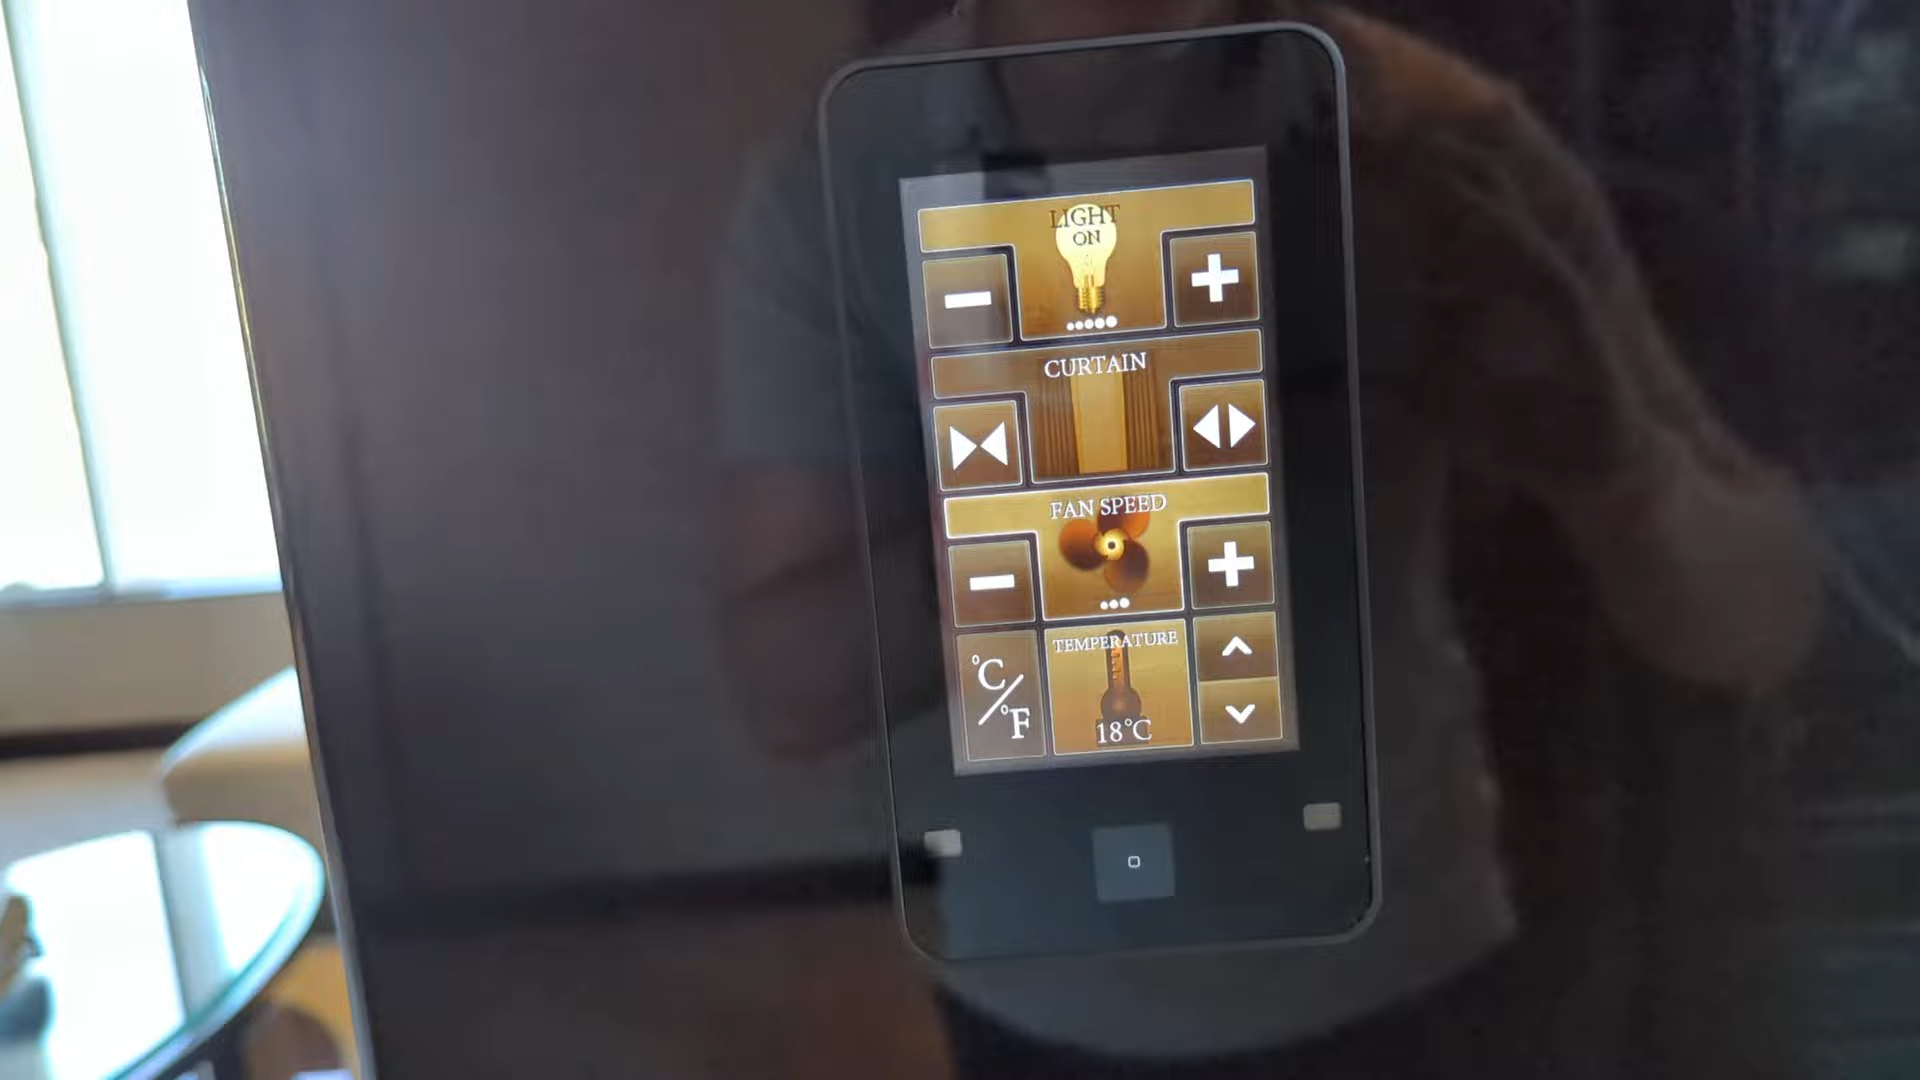 LIGHT
ON
CURTAIN
FAN SPEED
TEMPERATURE
°C/°F
18°C